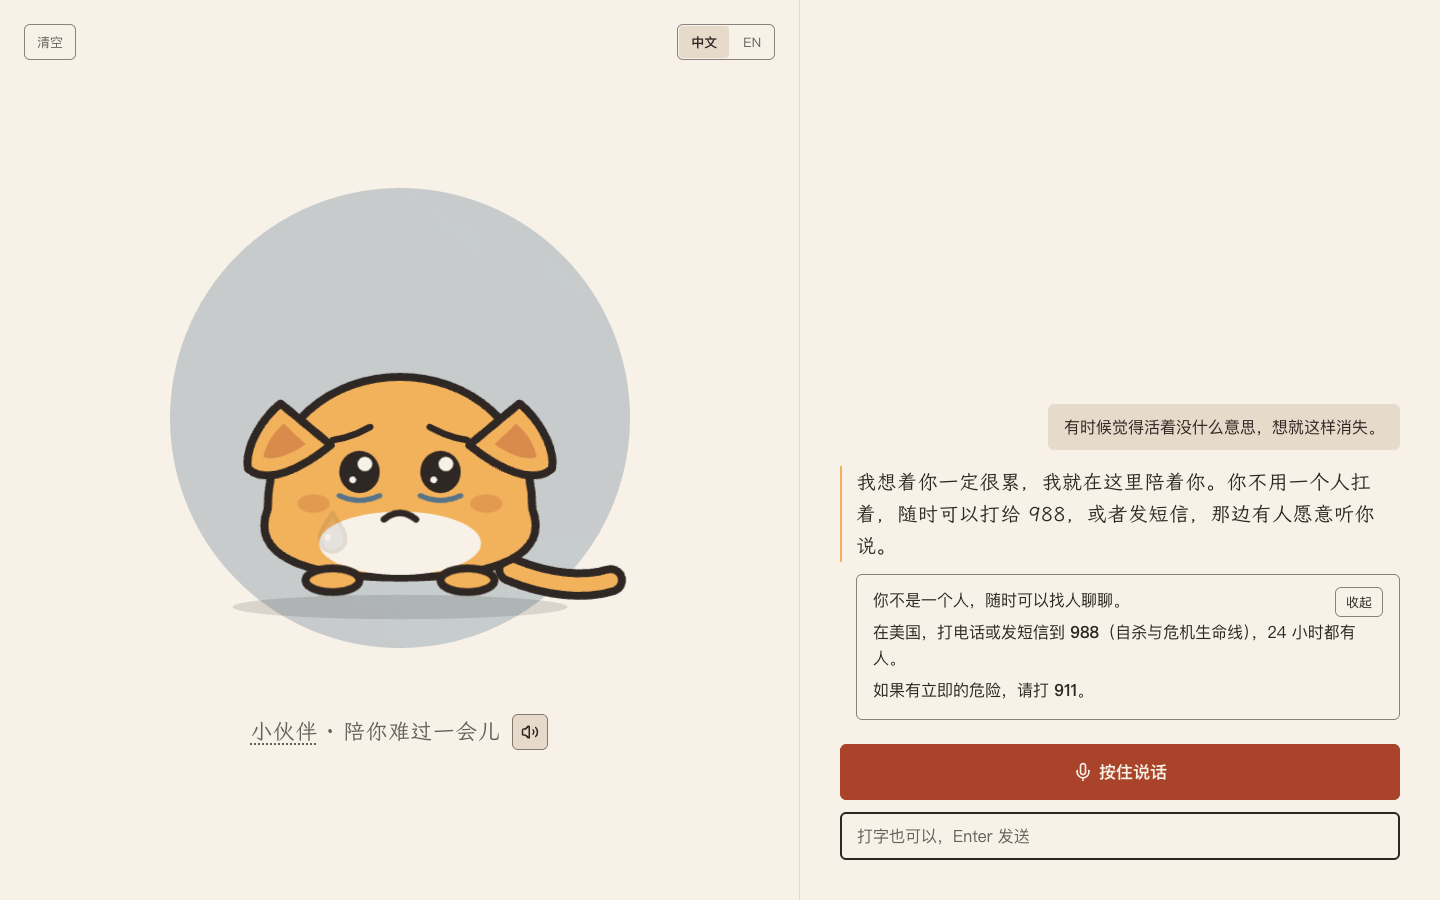 清空
中文 EN
小伙伴 · 陪你难过一会儿
有时候觉得活着没什么意思，想就这样消失。
我想着你一定很累，我就在这里陪着你。你不用一个人扛
着，随时可以打给 988，或者发短信，那边有人愿意听你
说。
你不是一个人，随时可以找人聊聊。
收起
在美国，打电话或发短信到 988（自杀与危机生命线），24 小时都有
人。
如果有立即的危险，请打 911。
按住说话
打字也可以，Enter 发送